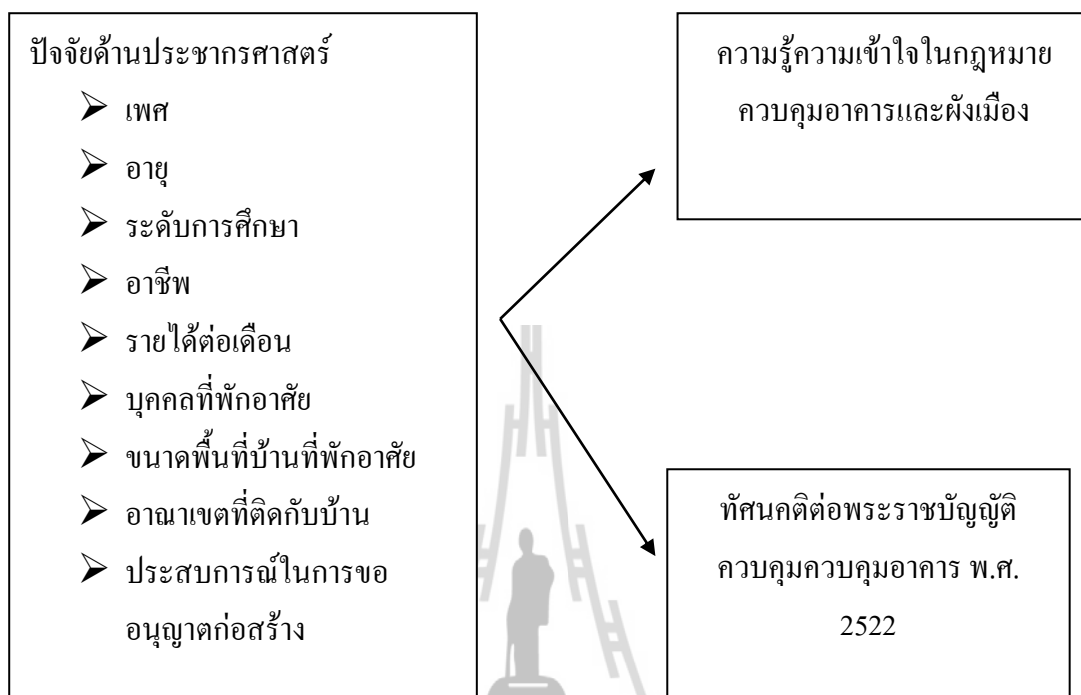 ปัจจัยด้านประชากรศาสตร์
➢ เพศ
➢ อายุ
➢ ระดับการศึกษา
➢ อาชีพ
➢ รายได้ต่อเดือน
➢ บุคคลที่พักอาศัย
➢ ขนาดพื้นที่บ้านที่พักอาศัย
➢ อาณาเขตที่ติดกับบ้าน
➢ ประสบการณ์ในการขอ
อนุญาตก่อสร้าง
ความรู้ความเข้าใจในกฎหมาย
ควบคุมอาคารและผังเมือง
ทัศนคติต่อพระราชบัญญัติ
ควบคุมควบคุมอาคาร พ.ศ.
2522